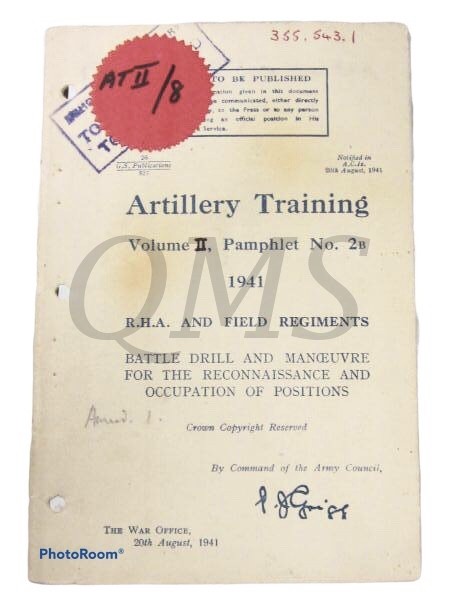 355.543.1
AT II
/8
TO BE PUBLISHED
given in this document
communicated, either directly
to the Press or to any person
an official position in His
Service.
TO
26
G.S. Publications
827
Notified in
A.C.Is.
20th August, 1941
Artillery Training
Volume II, Pamphlet No. 2B
1941
QMS
R.H.A. AND FIELD REGIMENTS
BATTLE DRILL AND MANŒUVRE
FOR THE RECONNAISSANCE AND
OCCUPATION OF POSITIONS
Amend. 1.
Crown Copyright Reserved
By Command of the Army Council,
P. J. Grigg
THE WAR OFFICE,
20th August, 1941
PhotoRoom®